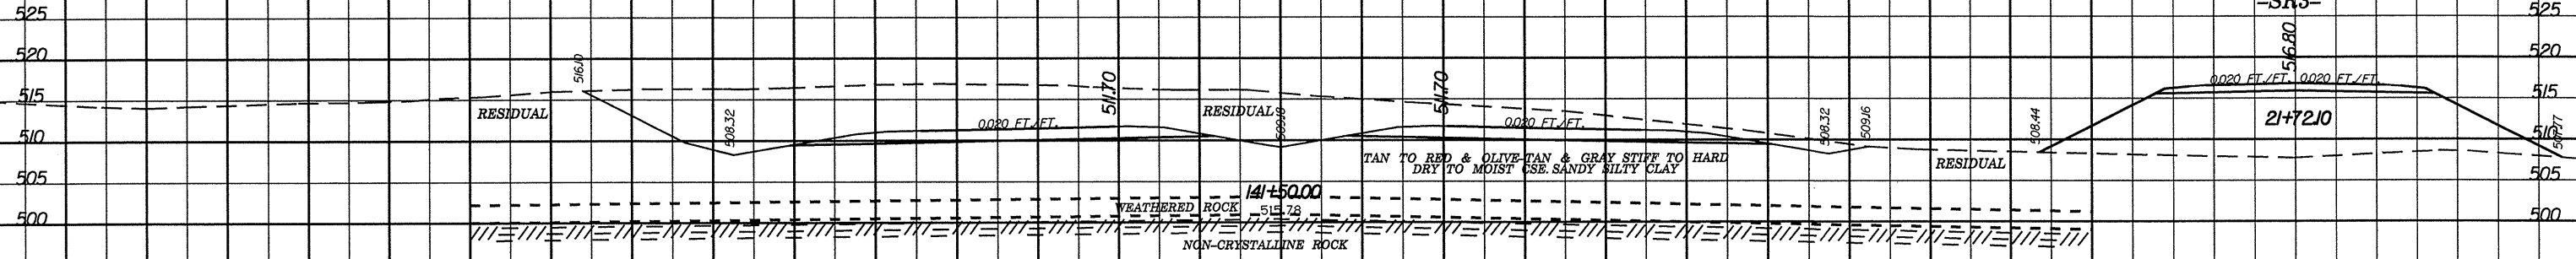 525
-SR3-
525
520
516.10
511.70
511.70
516.80
520
515
RESIDUAL
508.32
0.020 FT./FT.
RESIDUAL
509.18
0.020 FT./FT.
508.32
509.16
508.44
0.020 FT./FT. 0.020 FT./FT.
515
510
21+72.10
510
507.77
TAN TO RED & OLIVE-TAN & GRAY STIFF TO HARD
DRY TO MOIST CSE. SANDY SILTY CLAY
RESIDUAL
505
141+50.00
505
WEATHERED ROCK
515.78
500
500
NON-CRYSTALLINE ROCK